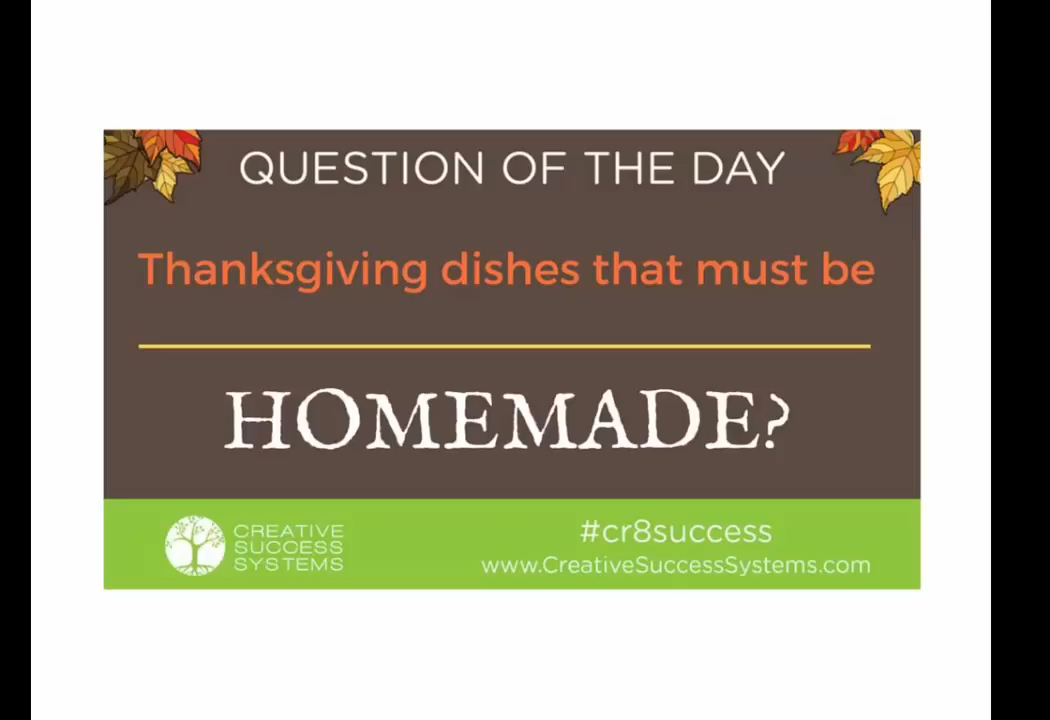 QUESTION OF THE DAY
Thanksgiving dishes that must be
HOMEMADE?
CREATIVE
SUCCESS
SYSTEMS
#cr8success
www.CreativeSuccessSystems.com